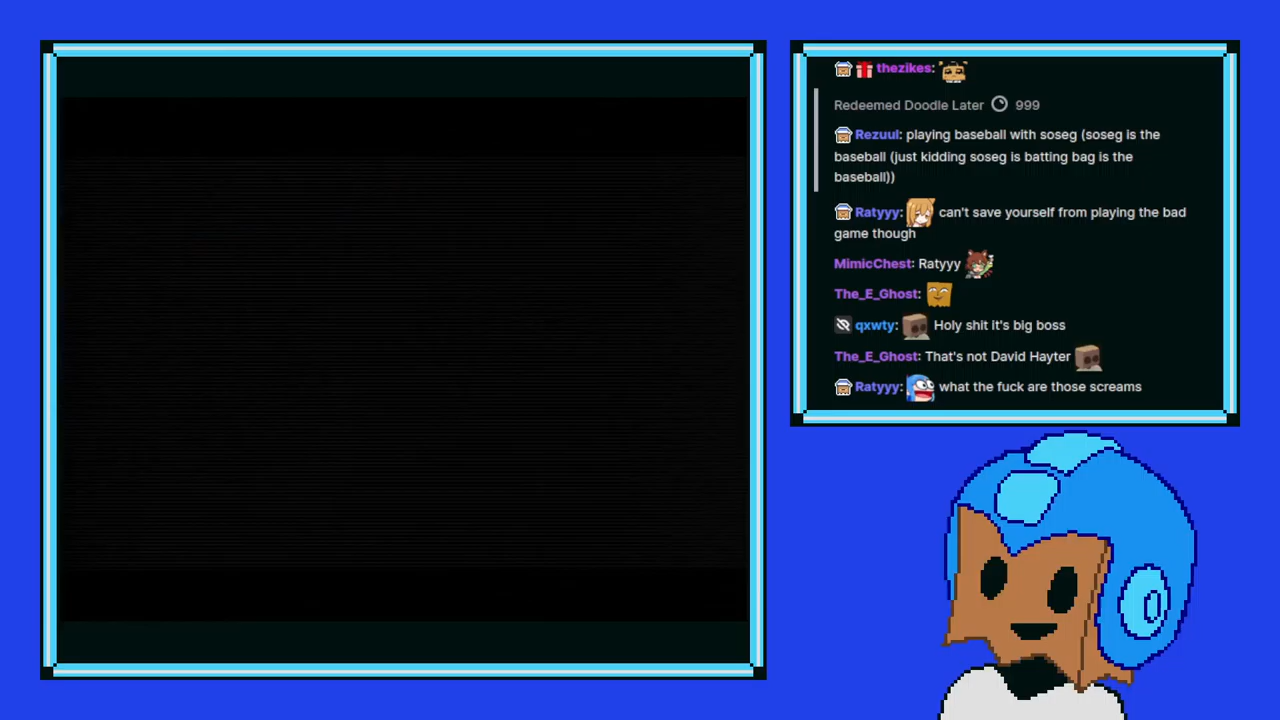 thezikes:
Redeemed Doodle Later 999
Rezuul: playing baseball with soseg (soseg is the
baseball (just kidding soseg is batting bag is the
baseball))
Ratyyy: can't save yourself from playing the bad
game though
MimicChest: Ratyyy
The_E_Ghost:
qxwty: Holy shit it's big boss
The_E_Ghost: That's not David Hayter
Ratyyy: what the fuck are those screams